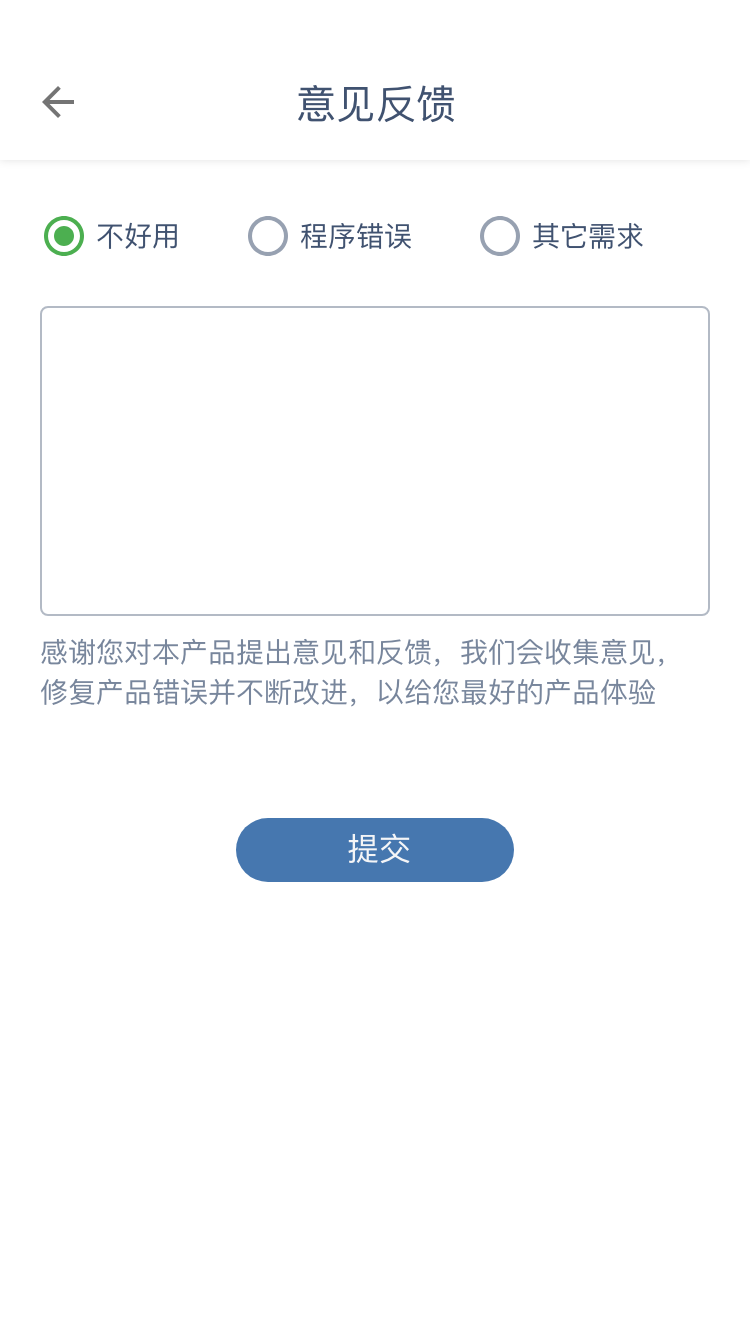 意见反馈
不好用
程序错误
其它需求
感谢您对本产品提出意见和反馈，我们会收集意见，
修复产品错误并不断改进，以给您最好的产品体验
提交